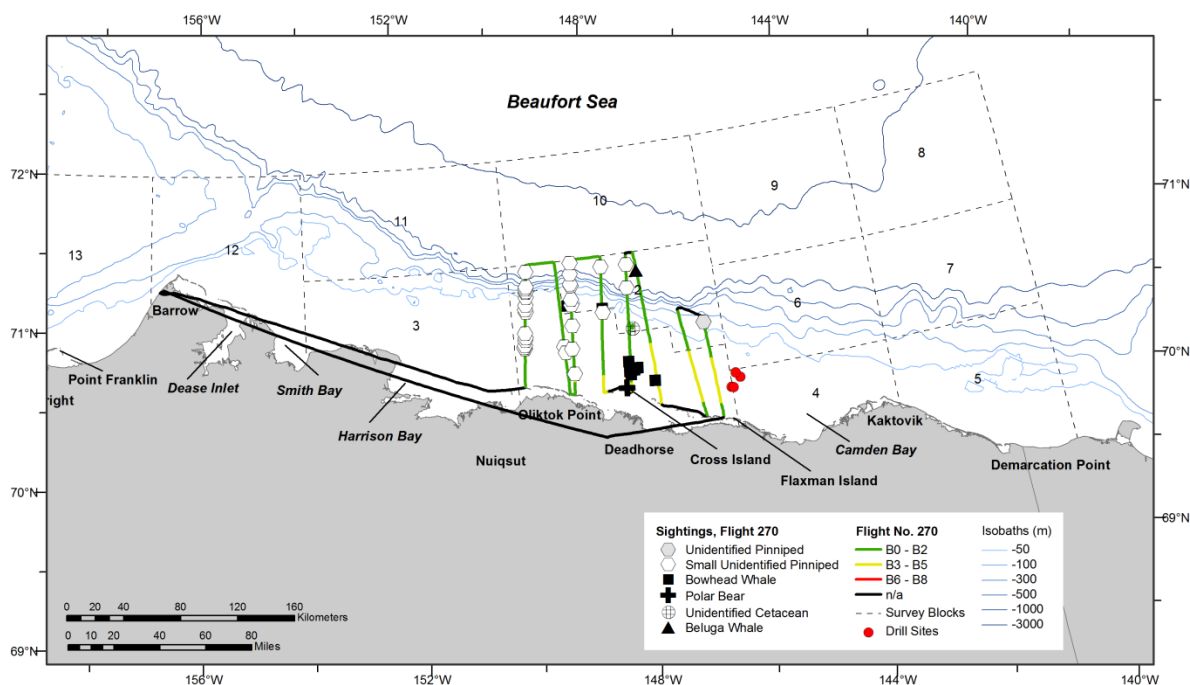 156°W
152°W
148°W
144°W
140°W
Beaufort Sea
72°N
71°N
71°N
70°N
70°N
69°N
69°N
8
9
10
11
12
13
7
6
2
3
5
4
Barrow
Point Franklin
right
Dease Inlet
Smith Bay
Harrison Bay
Oliktok Point
Nuiqsut
Deadhorse
Cross Island
Flaxman Island
Camden Bay
Kaktovik
Demarcation Point
Sightings, Flight 270
Unidentified Pinniped
Small Unidentified Pinniped
Bowhead Whale
Polar Bear
Unidentified Cetacean
Beluga Whale
Flight No. 270
B0 - B2
B3 - B5
B6 - B8
n/a
Survey Blocks
Drill Sites
Isobaths (m)
-50
-100
-300
-500
-1000
-3000
0 20 40 80 120 160
Kilometers
0 10 20 40 60 80
Miles
156°W
152°W
148°W
144°W
140°W